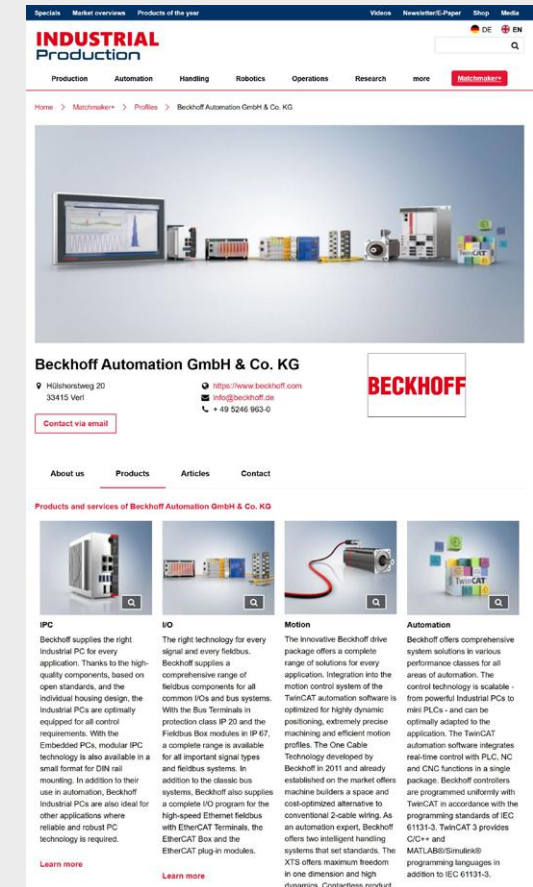 Specials Market overviews Products of the year Videos Newsletter/E-Paper Shop Media
DE EN
INDUSTRIAL
Production
Production Automation Handling Robotics Operations Research more Matchmaker+
Home > Matchmaker+ > Profiles > Beckhoff Automation GmbH & Co. KG
TwinCAT
Beckhoff Automation GmbH & Co. KG
Hülshorstweg 20
33415 Verl
https://www.beckhoff.com
info@beckhoff.de
+ 49 5246 963-0
Contact via email
BECKHOFF
About us Products Articles Contact
Products and services of Beckhoff Automation GmbH & Co. KG
IPC
Beckhoff supplies the right
Industrial PC for every
application. Thanks to the high-
quality components, based on
open standards, and the
individual housing design, the
Industrial PCs are optimally
equipped for all control
requirements. With the
Embedded PCs, modular IPC
technology is also available in a
small format for DIN rail
mounting. In addition to their
use in automation, Beckhoff
Industrial PCs are also ideal for
other applications where
reliable and robust PC
technology is required.
Learn more
I/O
The right technology for every
signal and every fieldbus.
Beckhoff supplies a
comprehensive range of
fieldbus components for all
common I/Os and bus systems.
With the Bus Terminals in
protection class IP 20 and the
Fieldbus Box modules in IP 67,
a complete range is available
for all important signal types
and fieldbus systems. In
addition to the classic bus
systems, Beckhoff also supplies
a complete I/O program for the
high-speed Ethernet fieldbus
with EtherCAT Terminals, the
EtherCAT Box and the
EtherCAT plug-in modules.
Learn more
Motion
The innovative Beckhoff drive
package offers a complete
range of solutions for every
application. Integration into the
motion control system of the
TwinCAT automation software is
optimized for highly dynamic
positioning, extremely precise
machining and efficient motion
profiles. The One Cable
Technology developed by
Beckhoff in 2011 and already
established on the market offers
machine builders a space and
cost-optimized alternative to
conventional 2-cable wiring. As
an automation expert, Beckhoff
offers two intelligent handling
systems that set standards. The
XTS offers maximum freedom
in one dimension and high
dynamics. Contactless product
TwinCAT
Automation
Beckhoff offers comprehensive
system solutions in various
performance classes for all
areas of automation. The
control technology is scalable -
from powerful Industrial PCs to
mini PLCs - and can be
optimally adapted to the
application. The TwinCAT
automation software integrates
real-time control with PLC, NC
and CNC functions in a single
package. Beckhoff controllers
are programmed uniformly with
TwinCAT in accordance with the
programming standards of IEC
61131-3. TwinCAT 3 provides
C/C++ and
MATLAB®/Simulink®
programming languages in
addition to IEC 61131-3.